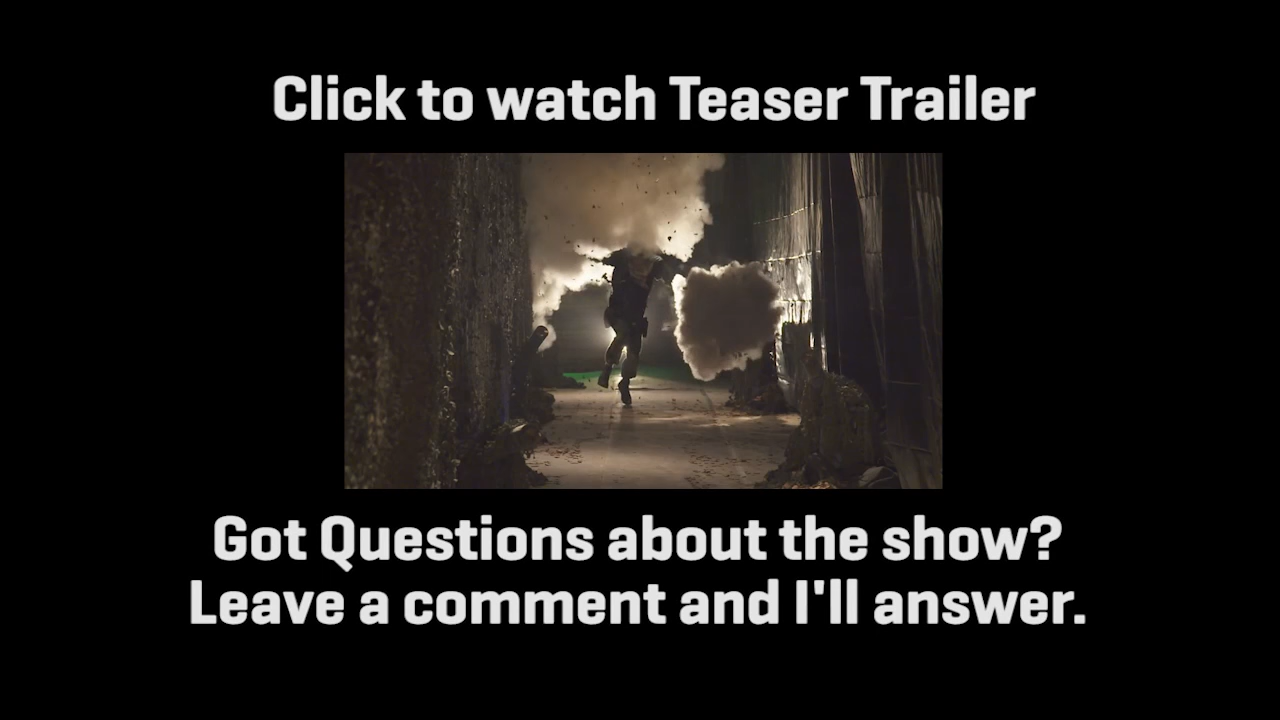 Click to watch Teaser Trailer
Got Questions about the show?
Leave a comment and I'll answer.